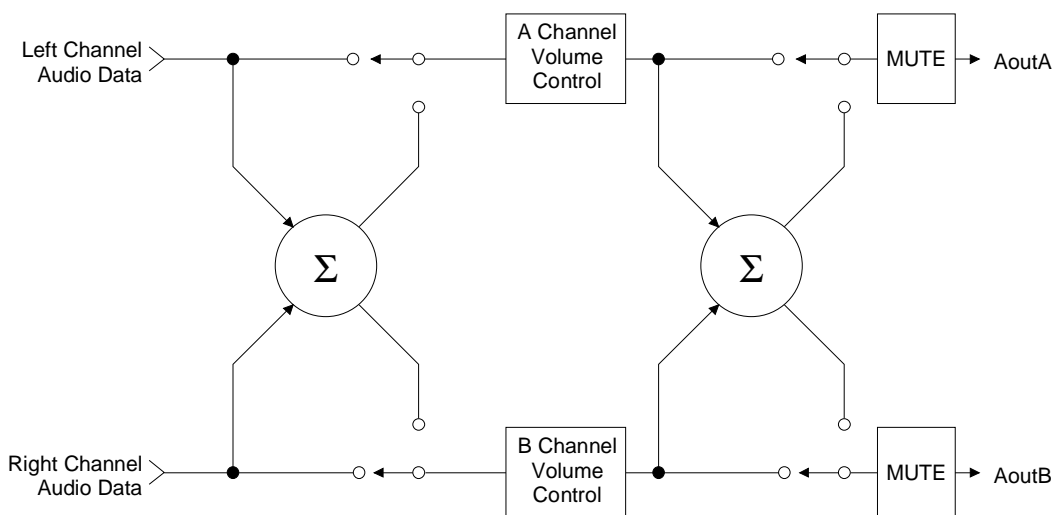 Left Channel
Audio Data
A Channel
Volume
Control
MUTE
AoutA
Σ
Σ
Right Channel
Audio Data
B Channel
Volume
Control
MUTE
AoutB